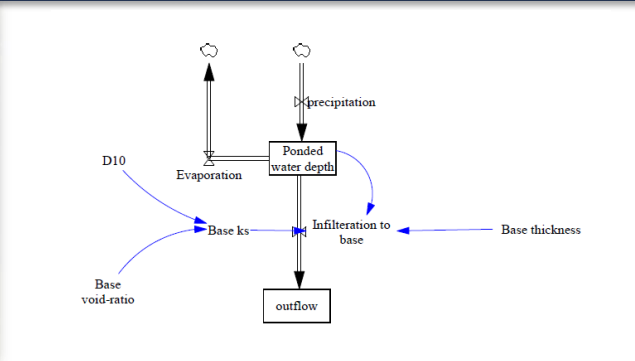 precipitation
Ponded
water depth
D10
Evaporation
Base ks
Infilteration to
base
Base thickness
Base
void-ratio
outflow